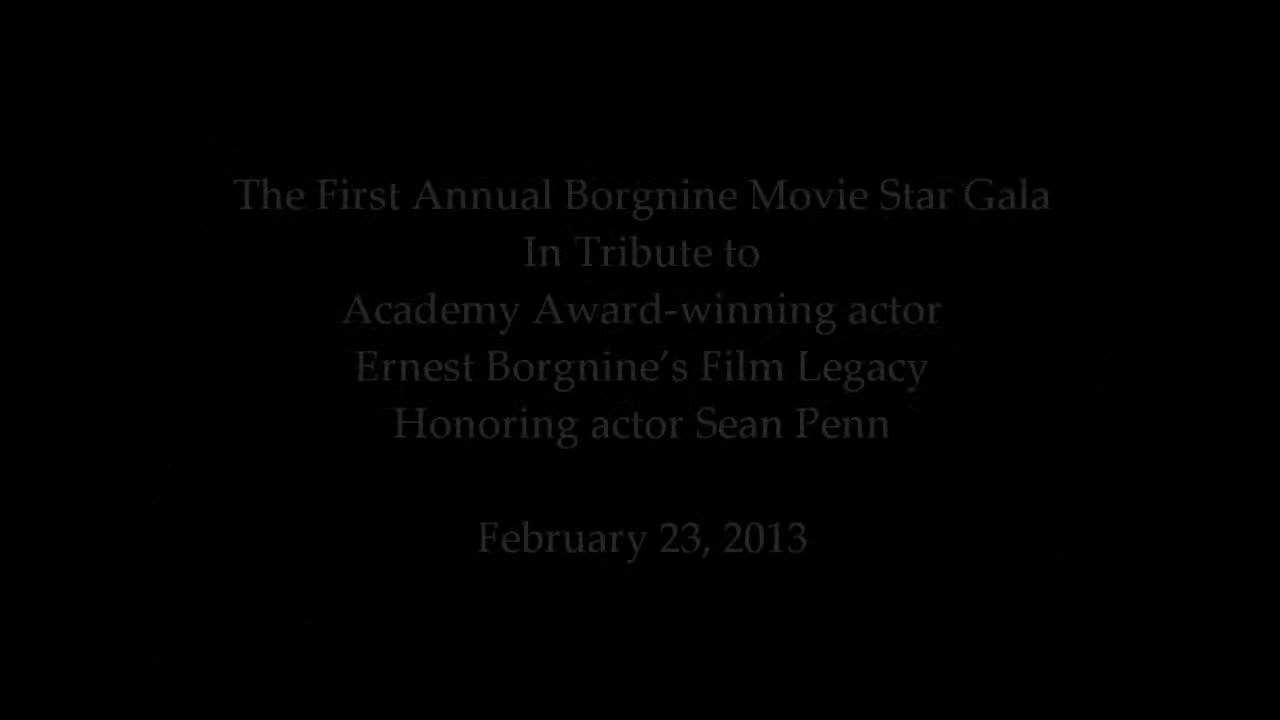 The First Annual Borgnine Movie Star Gala
In Tribute to
Academy Award-winning actor
Ernest Borgnine’s Film Legacy
Honoring actor Sean Penn
February 23, 2013